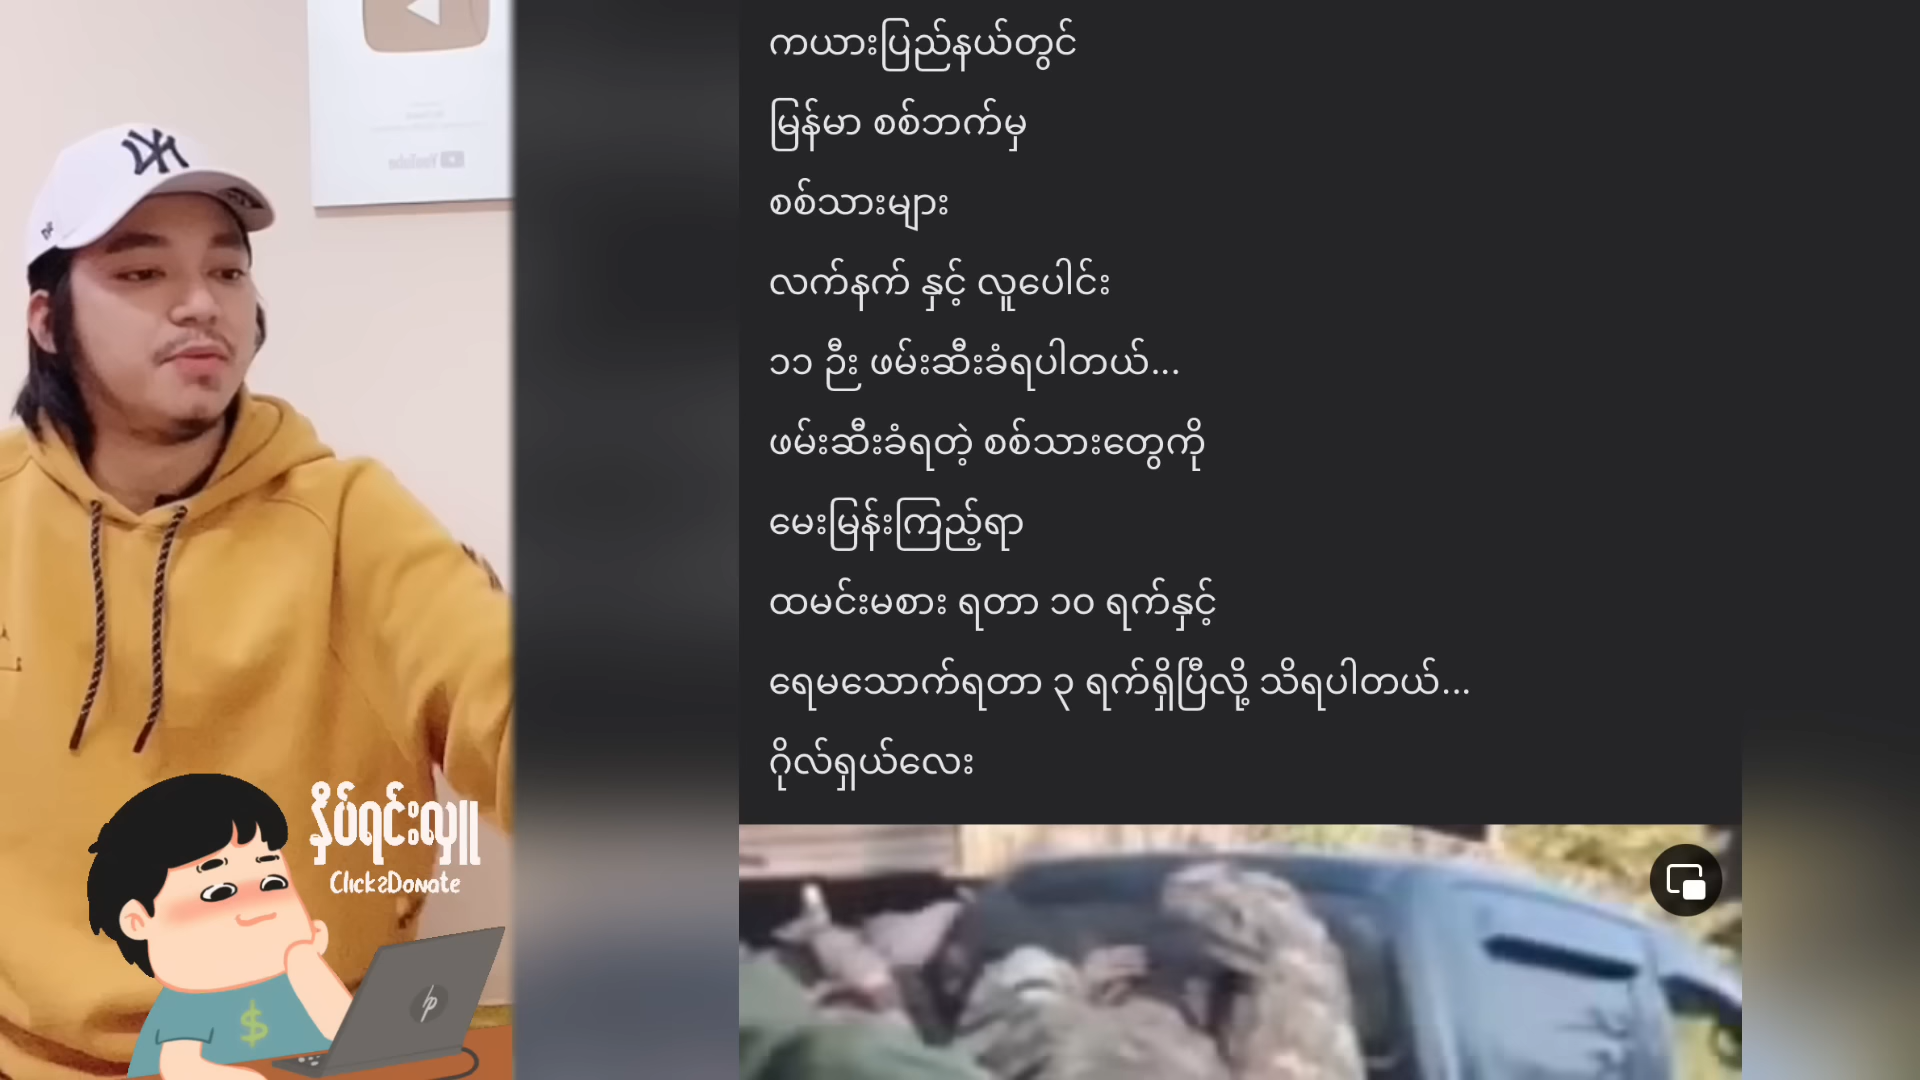 ကယားပြည်နယ်တွင်
မြန်မာ စစ်ဘက်မှ
စစ်သားများ
လက်နက် နှင့် လူပေါင်း
၁၁ ဦး ဖမ်းဆီးခံရပါတယ်...
ဖမ်းဆီးခံရတဲ့ စစ်သားတွေကို
မေးမြန်းကြည့်ရာ
ထမင်းမစား ရတာ ၁၀ ရက်နှင့်
ရေမသောက်ရတာ ၃ ရက်ရှိပြီလို့ သိရပါတယ်...
ဂိုလ်ရှယ်လေး
YouTube
NY
နှိပ်ရင်းလှူ
Click2Donate
$
hp